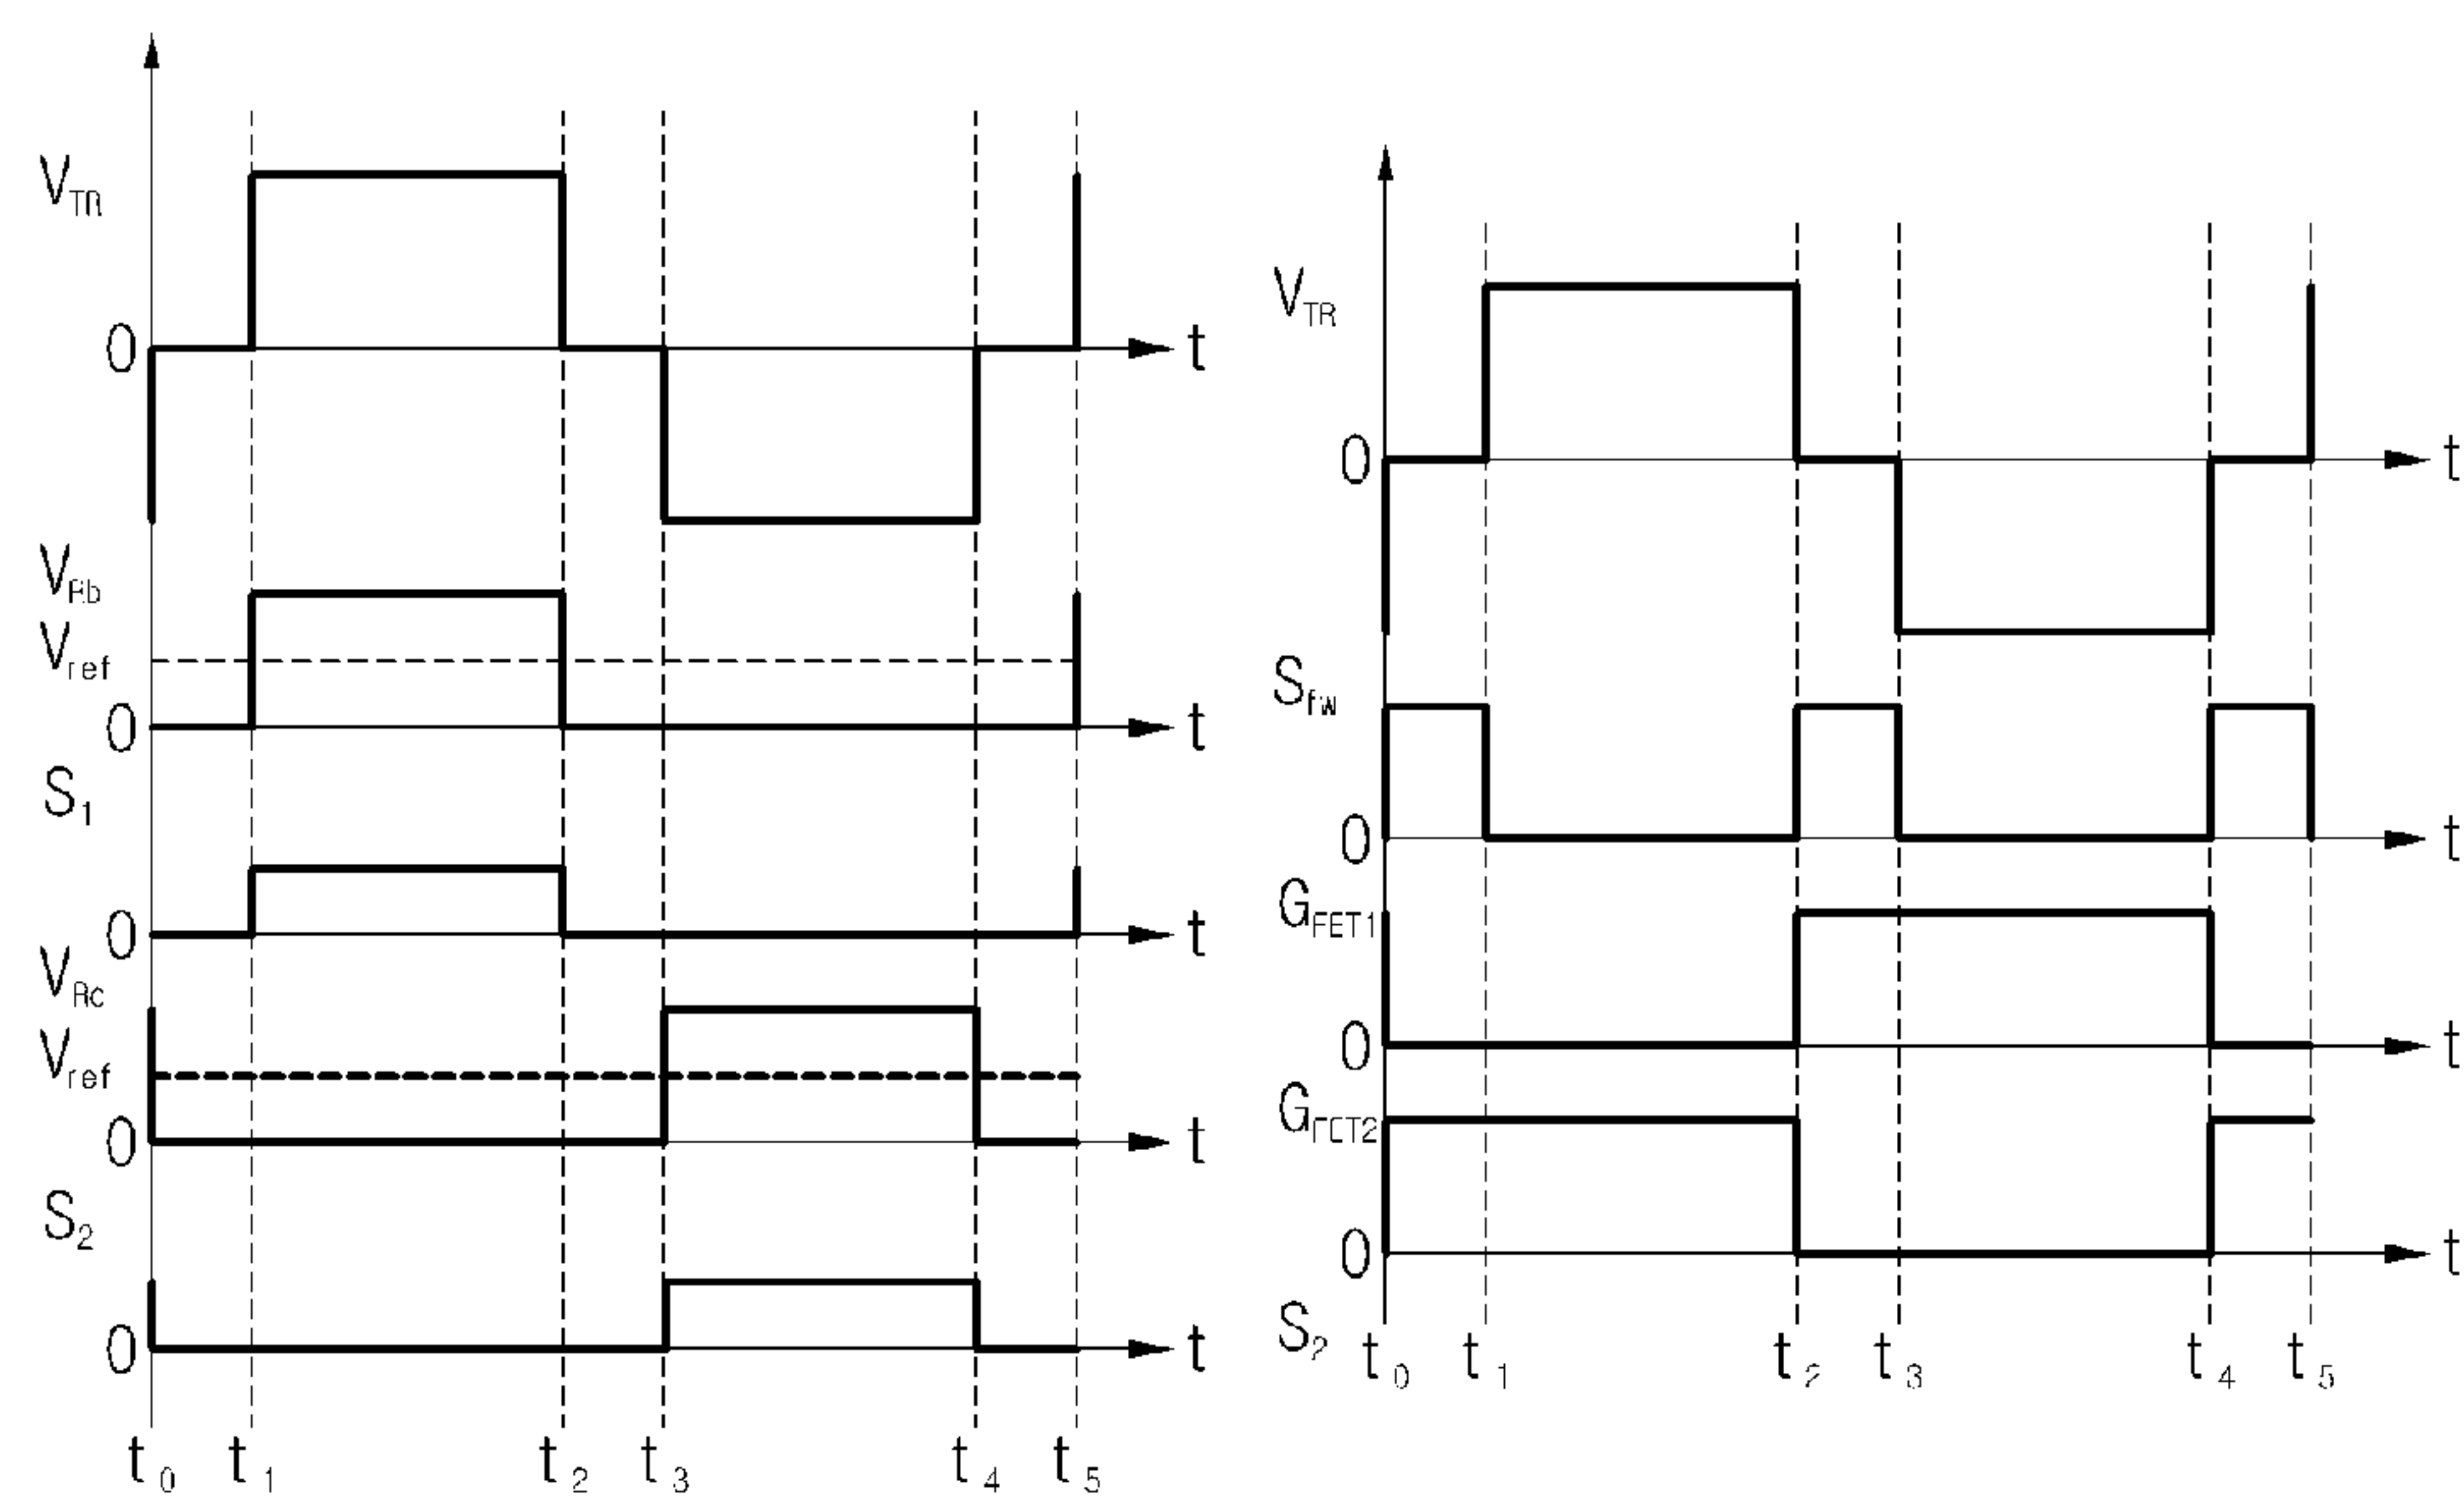 V_TR
0 t
V_Rb
V_ref
0 t
S_1
0 t
V_Rc
V_ref
0 t
S_2
0 t
t_0 t_1 t_2 t_3 t_4 t_5
V_TR
0 t
S_fW
0 t
G_FET1
0 t
G_FET2
0 t
S_2
t_0 t_1 t_2 t_3 t_4 t_5